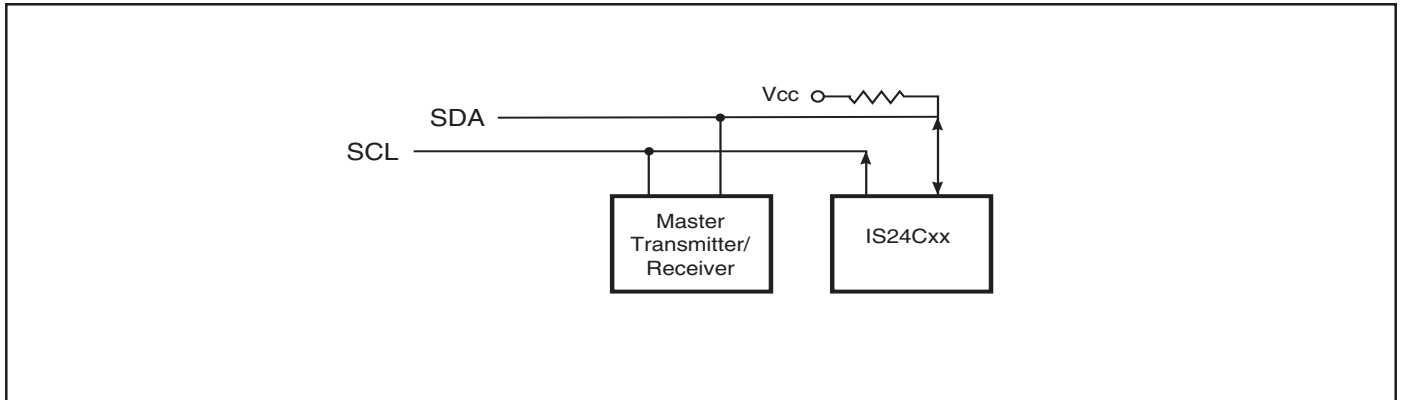 Vcc
SDA
SCL
Master
Transmitter/
Receiver
IS24Cxx